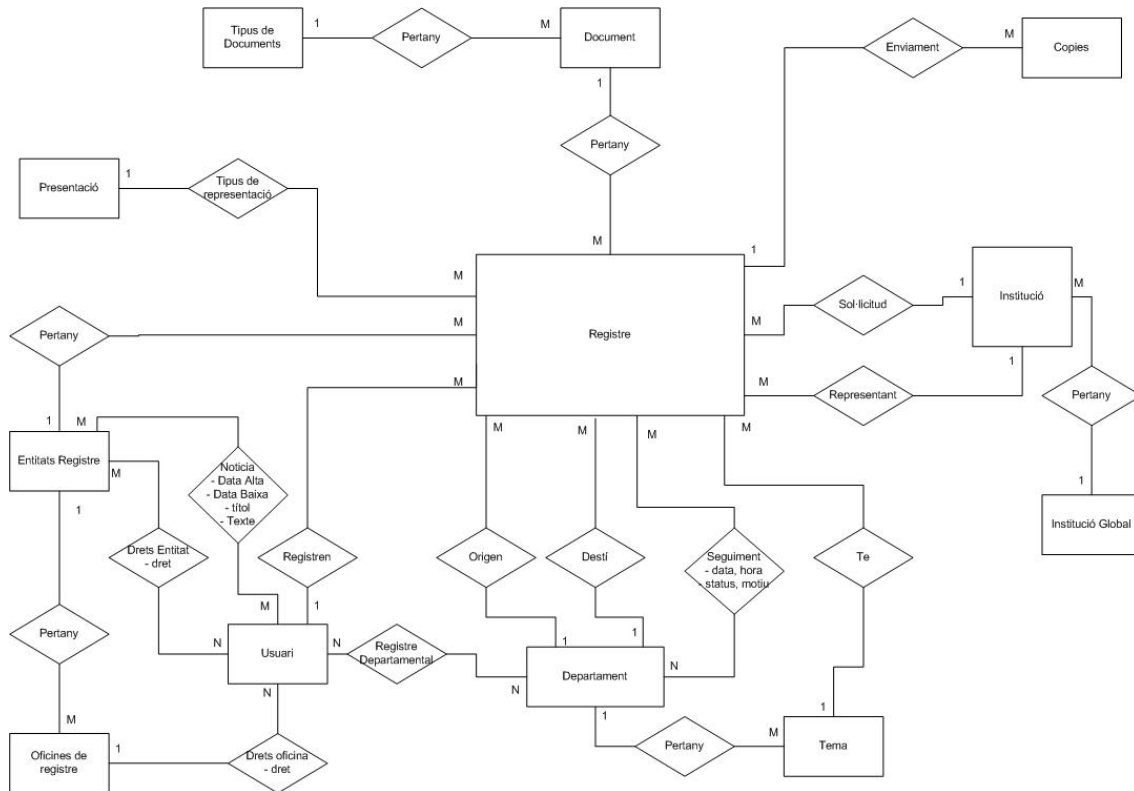 1
M
Tipus de
Documents
Pertany
Document
1
M
Enviament
Copies
1
Pertany
Presentació
1
Tipus de
representació
M
1
M
M
Registre
Sol·licitud
1
M
Institució
M
Pertany
M
M
Representant
1
Pertany
1
M
M
M
M
M
1
M
Entitats Registre
M
1
Noticia
- Data Alta
- Data Baixa
- títol
- Texte
1
Institució Global
Drets Entitat
- dret
Registren
Origen
Destí
Seguiment
- data, hora
- status, motiu
Te
Pertany
M
1
N
Usuari
N
Registre
Departamental
1
1
N
Departament
N
N
M
1
1
Oficines de
registre
1
Drets oficina
- dret
Pertany
M
Tema